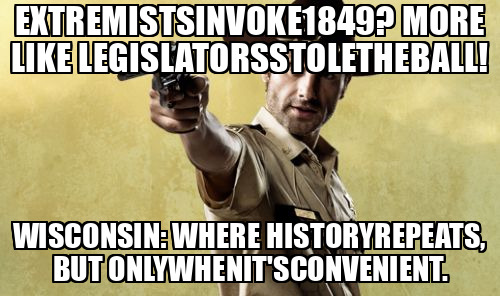 EXTREMISTSINVOKE1849? MORE
LIKE LEGISLATORSSTOLETHEBALL!
WISCONSIN: WHERE HISTORYREPEATS,
BUT ONLYWHENIT'SCONVENIENT.